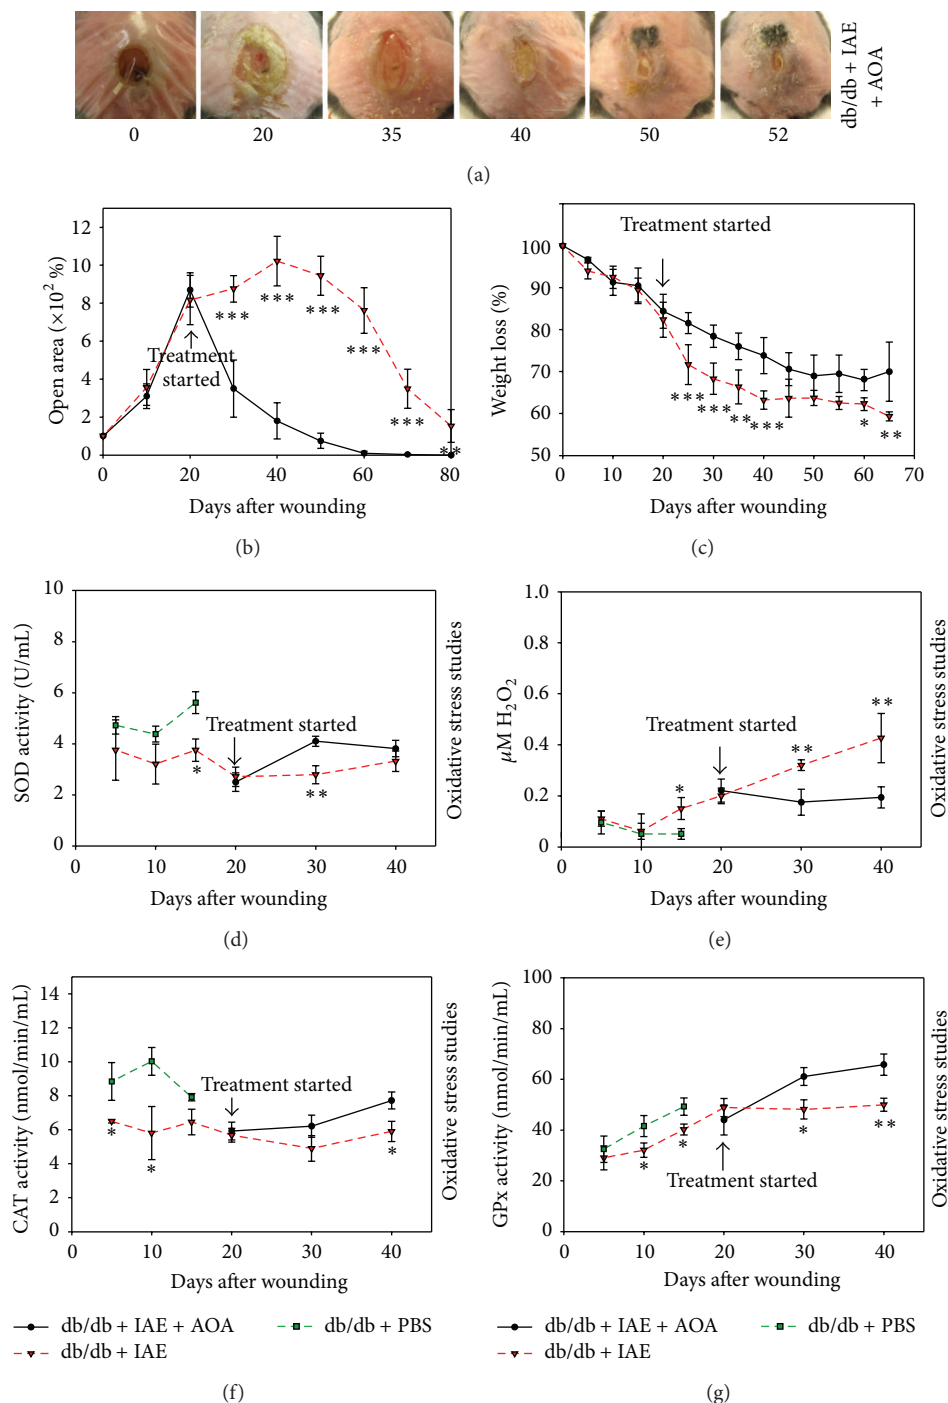 0 20 35 40 50 52
db/db + IAE
+ AOA
(a)
12
10
8
6
4
2
0
Open area (×10² %)
Treatment
started
***
***
***
***
***
**
0 20 40 60 80
Days after wounding
(b)
100
90
80
70
60
50
Weight loss (%)
Treatment started
***
***
**
***
*
**
0 10 20 30 40 50 60 70
Days after wounding
(c)
10
8
6
4
2
0
SOD activity (U/mL)
Treatment started
*
**
0 10 20 30 40
Days after wounding
Oxidative stress studies
(d)
1.0
0.8
0.6
0.4
0.2
0
μM H₂O₂
Treatment started
*
**
**
0 10 20 30 40
Days after wounding
Oxidative stress studies
(e)
14
12
10
8
6
4
2
0
CAT activity (nmol/min/mL)
Treatment started
*
*
*
0 10 20 30 40
Days after wounding
Oxidative stress studies
db/db + IAE + AOA
db/db + IAE
db/db + PBS
(f)
100
80
60
40
20
0
GPx activity (nmol/min/mL)
Treatment started
*
*
*
**
0 10 20 30 40
Days after wounding
Oxidative stress studies
db/db + IAE + AOA
db/db + IAE
db/db + PBS
(g)